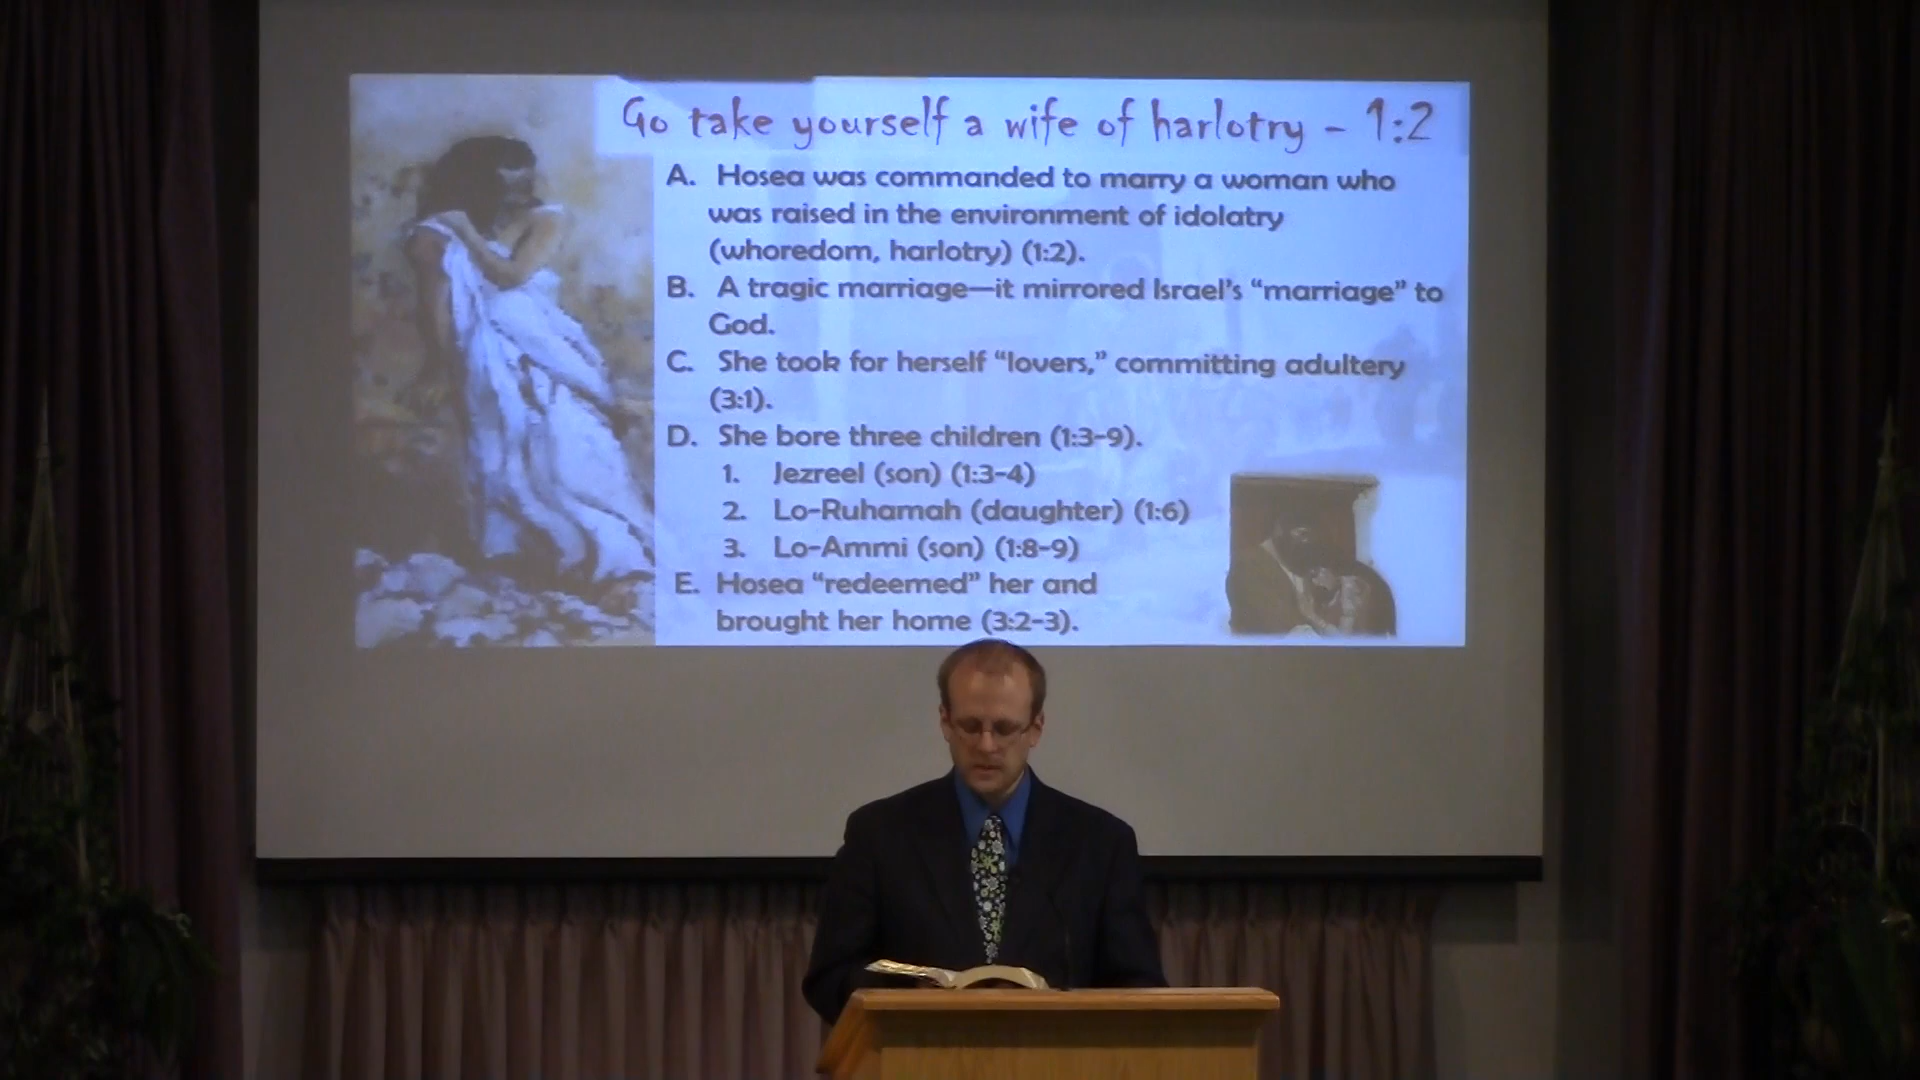 Go take yourself a wife of harlotry - 1:2
A. Hosea was commanded to marry a woman who
was raised in the environment of idolatry
(whoredom, harlotry) (1:2).
B. A tragic marriage—it mirrored Israel's “marriage” to
God.
C. She took for herself “lovers,” committing adultery
(3:1).
D. She bore three children (1:3-9).
1. Jezreel (son) (1:3-4)
2. Lo-Ruhamah (daughter) (1:6)
3. Lo-Ammi (son) (1:8-9)
E. Hosea “redeemed” her and
brought her home (3:2-3).